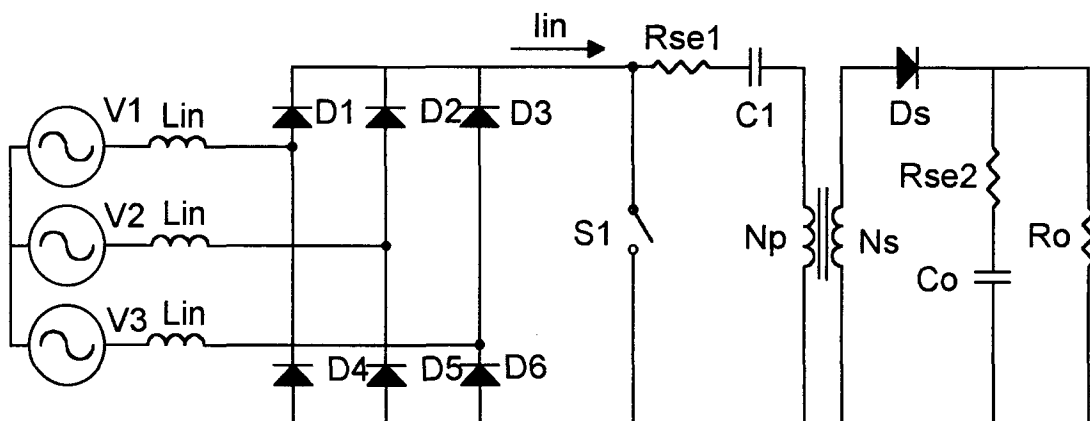 Iin
Rse1
C1
Ds
V1
Lin
D1
D2
D3
Rse2
V2
Lin
S1
Np
Ns
Co
Ro
V3
Lin
D4
D5
D6